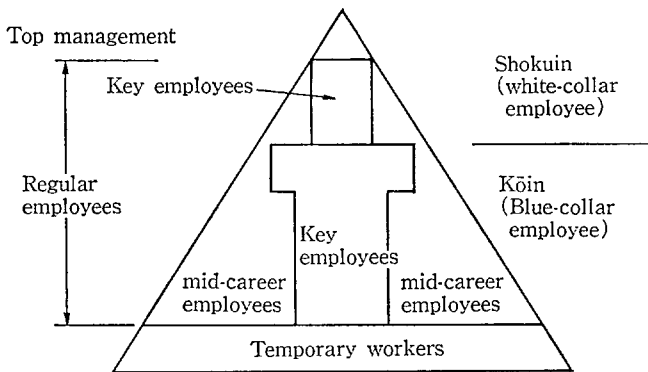 Top management
Key employees
Shokuin
(white-collar
employee)
Regular
employees
Kōin
(Blue-collar
employee)
Key
employees
mid-career
employees
mid-career
employees
Temporary workers